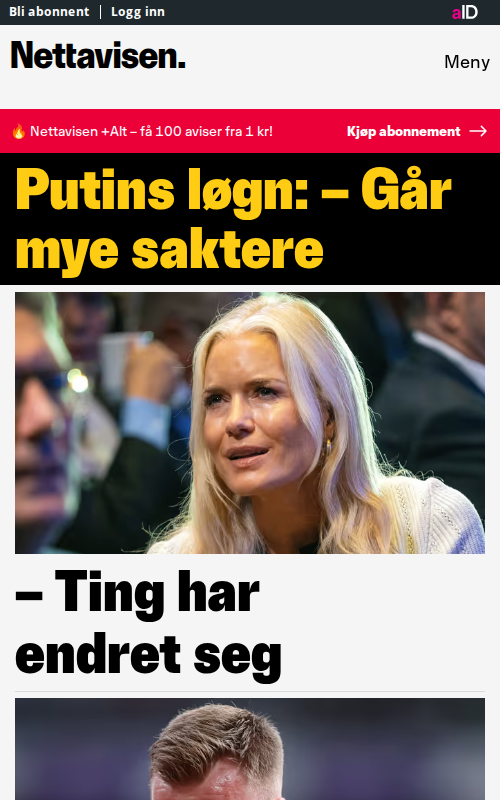 Bli abonnent
Logg inn
aID
Nettavisen.
Meny
🔥 Nettavisen +Alt – få 100 aviser fra 1 kr!
Kjøp abonnement →
Putins løgn: – Går
mye saktere
– Ting har
endret seg